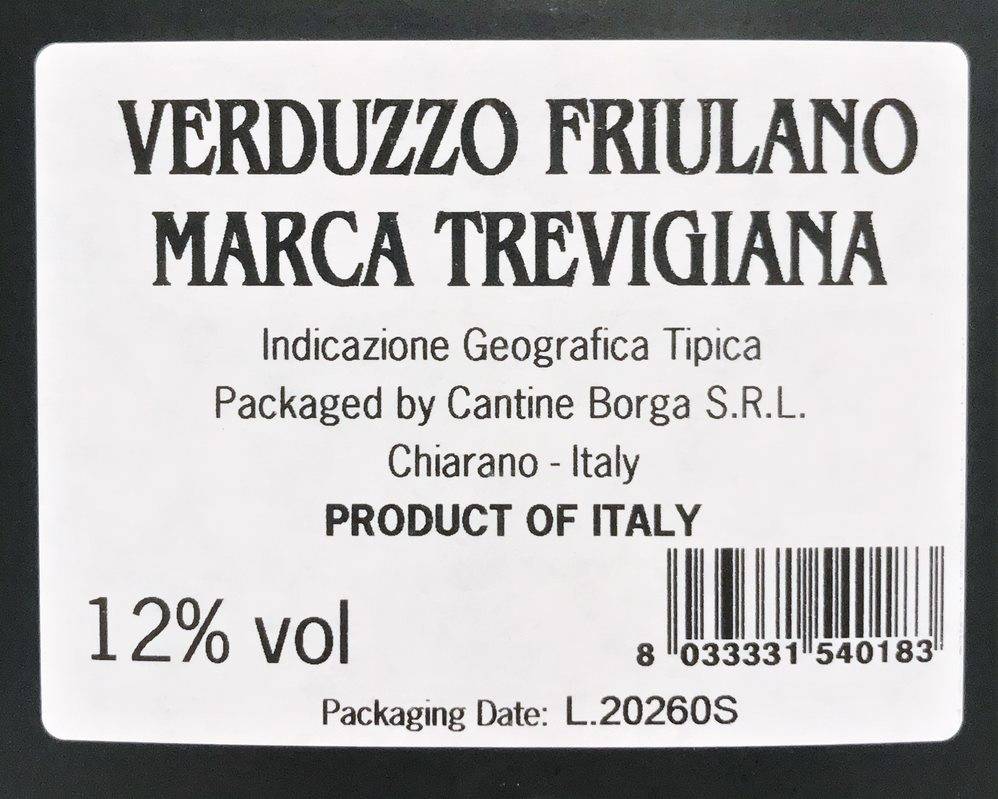 VERDUZZO FRIULANO
MARCA TREVIGIANA
Indicazione Geografica Tipica
Packaged by Cantine Borga S.R.L.
Chiarano - Italy
PRODUCT OF ITALY
12% vol
8 033331 540183
Packaging Date: L.20260S